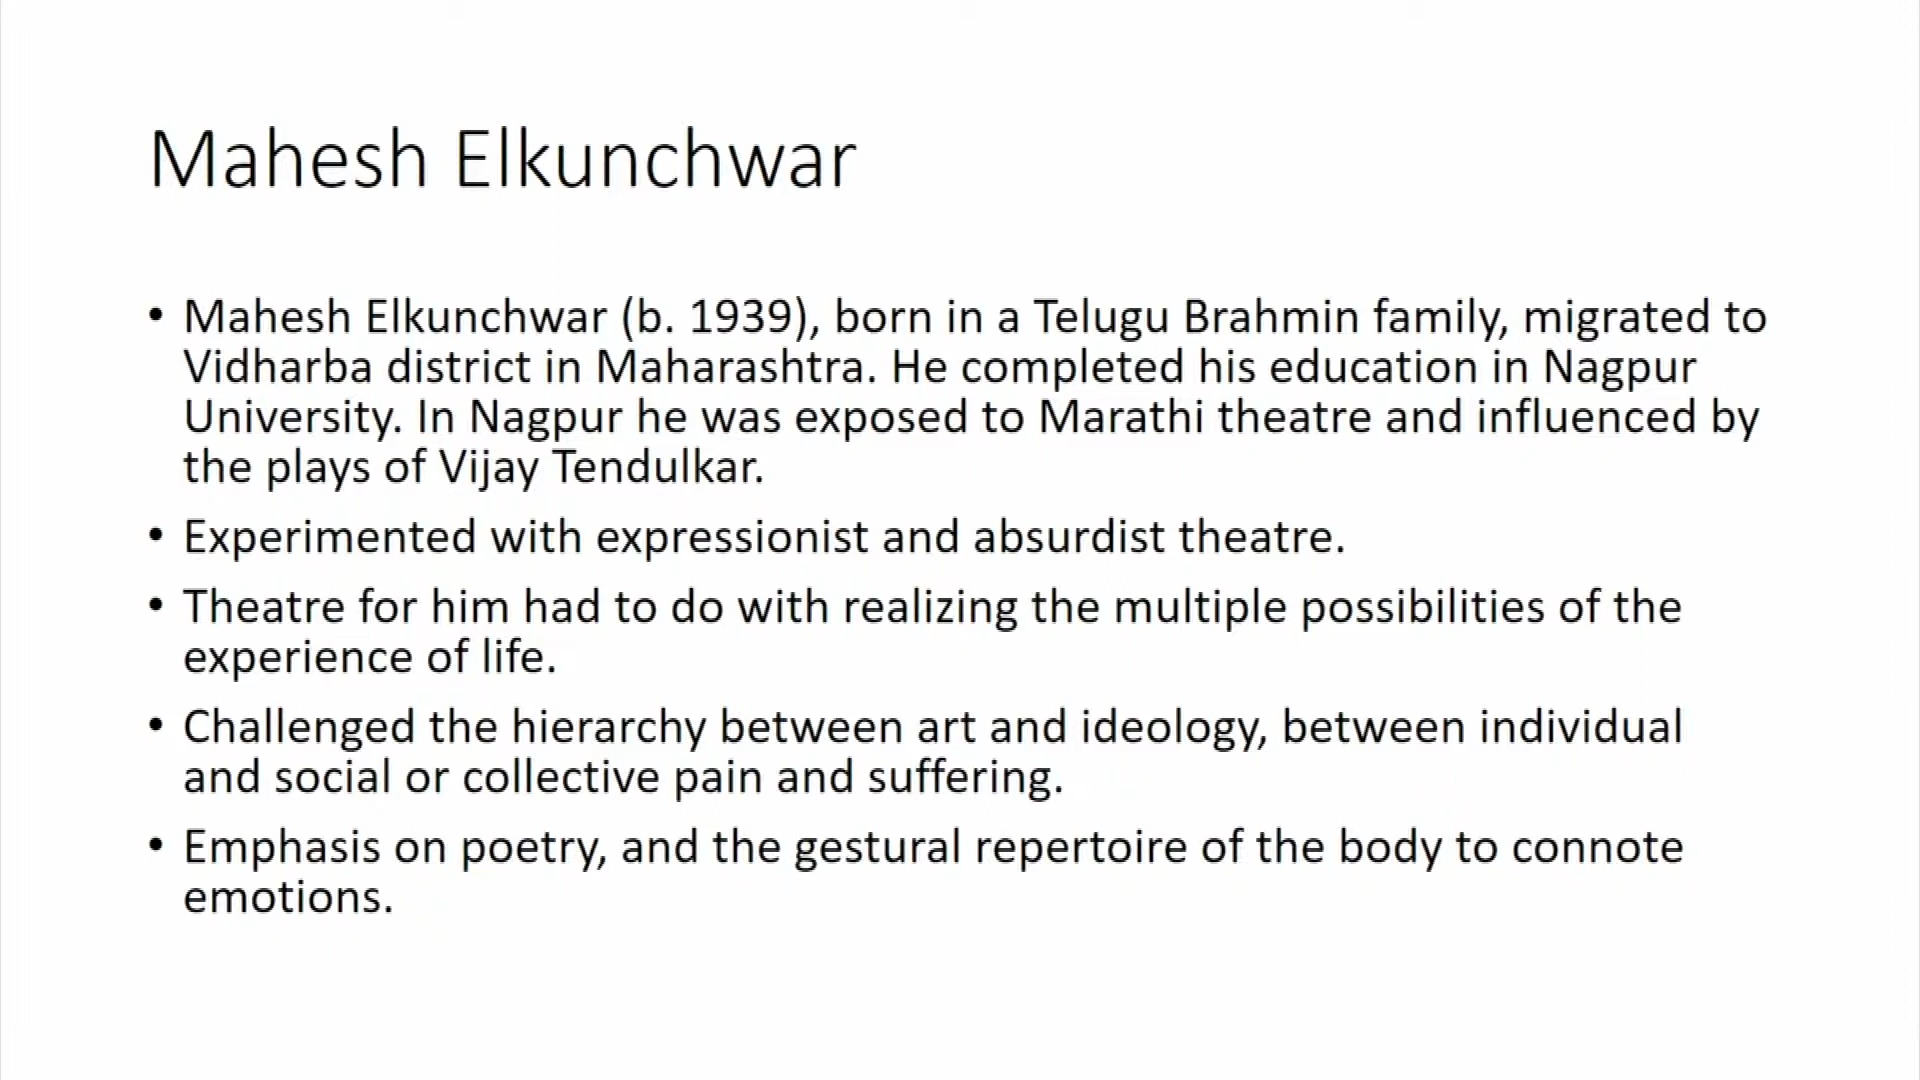 Mahesh Elkunchwar
• Mahesh Elkunchwar (b. 1939), born in a Telugu Brahmin family, migrated to
Vidharba district in Maharashtra. He completed his education in Nagpur
University. In Nagpur he was exposed to Marathi theatre and influenced by
the plays of Vijay Tendulkar.
• Experimented with expressionist and absurdist theatre.
• Theatre for him had to do with realizing the multiple possibilities of the
experience of life.
• Challenged the hierarchy between art and ideology, between individual
and social or collective pain and suffering.
• Emphasis on poetry, and the gestural repertoire of the body to connote
emotions.